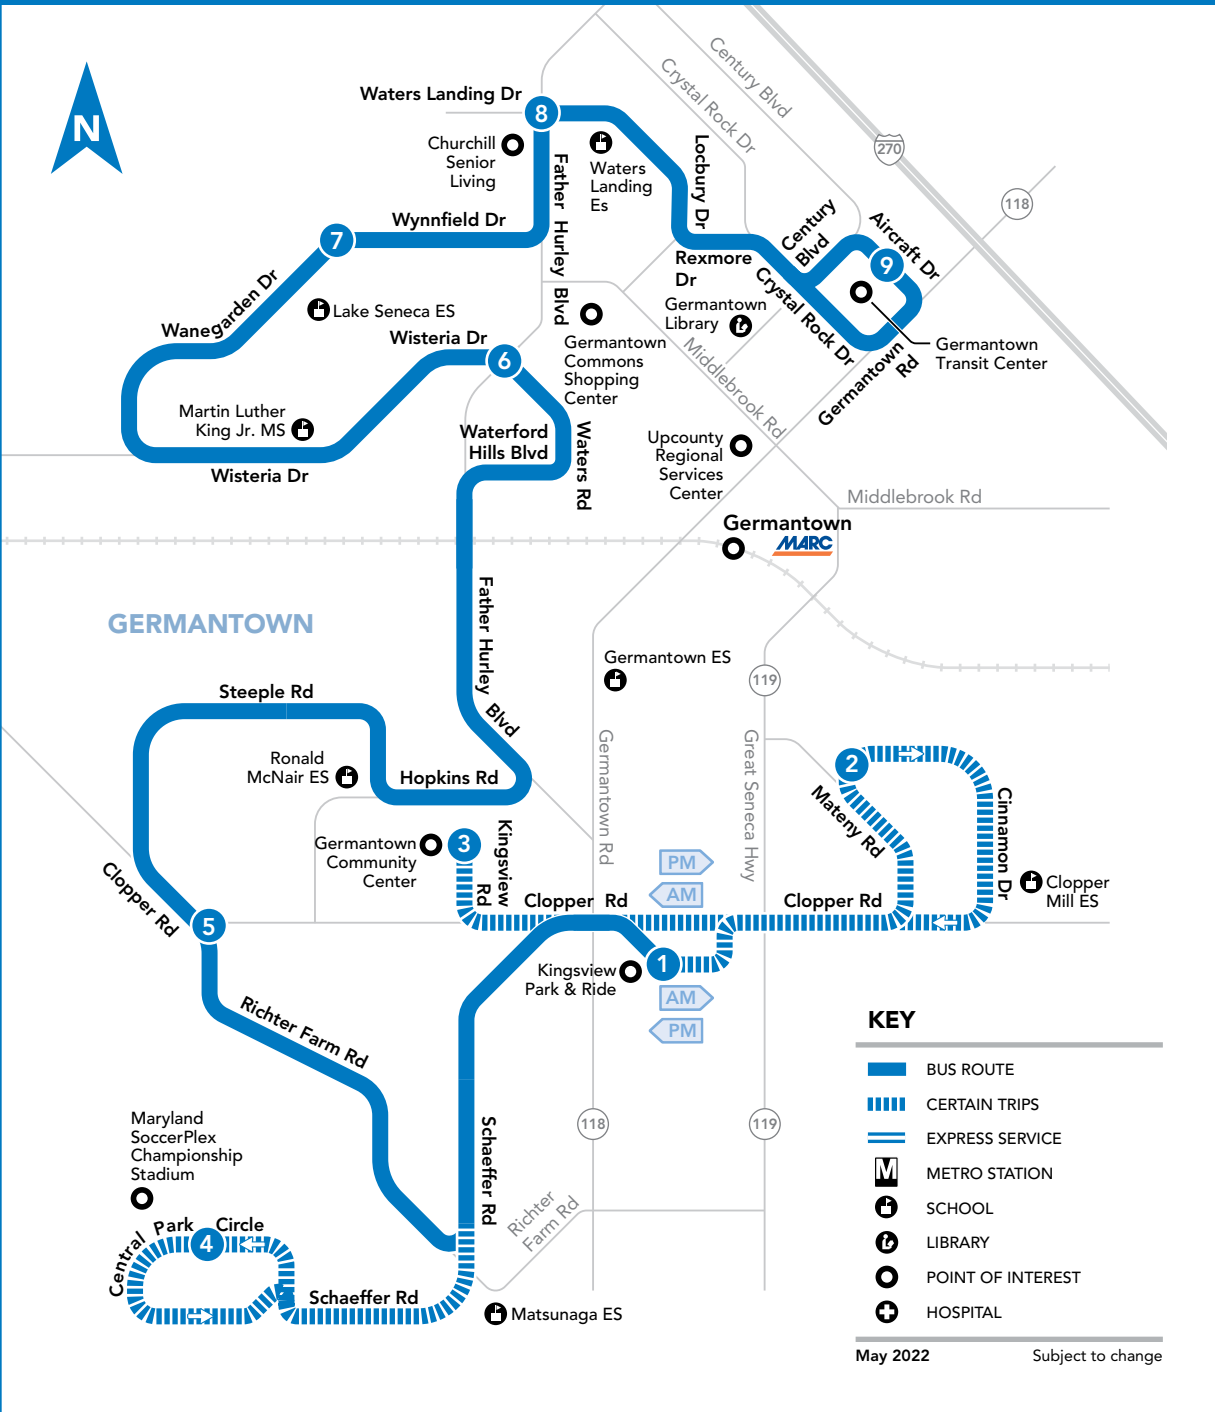 N
Waters Landing Dr
8
Century Blvd
Crystal Rock Dr
270
118
Churchill
Senior
Living
Waters
Landing
Es
Locbury Dr
Father Hurley Blvd
Wynnfield Dr
7
Century
Blvd
Aircraft Dr
9
Rexmore
Dr
Crystal Rock Dr
Wanegarden Dr
Lake Seneca ES
Germantown
Library
Germantown
Transit Center
Germantown
Rd
Wisteria Dr
6
Germantown
Commons
Shopping
Center
Middlebrook Rd
Martin Luther
King Jr. MS
Waterford
Hills Blvd
Waters Rd
Upcounty
Regional
Services
Center
Wisteria Dr
Middlebrook Rd
Germantown
MARC
GERMANTOWN
Father Hurley
Blvd
Germantown ES
119
Steeple Rd
Ronald
McNair ES
Hopkins Rd
Germantown Rd
Great Seneca Hwy
2
Mateny Rd
Cinnamon Dr
Kingsview
Rd
Germantown
Community
Center
3
PM
AM
Clopper
Mill ES
Clopper Rd
Clopper Rd
Clopper Rd
5
Kingsview
Park & Ride
1
AM
PM
Richter Farm Rd
KEY
BUS ROUTE
CERTAIN TRIPS
EXPRESS SERVICE
M
METRO STATION
SCHOOL
LIBRARY
POINT OF INTEREST
HOSPITAL
Maryland
SoccerPlex
Championship
Stadium
Schaeffer Rd
118
119
Richter
Farm Rd
Central Park Circle
4
Schaeffer Rd
Matsunaga ES
May 2022
Subject to change